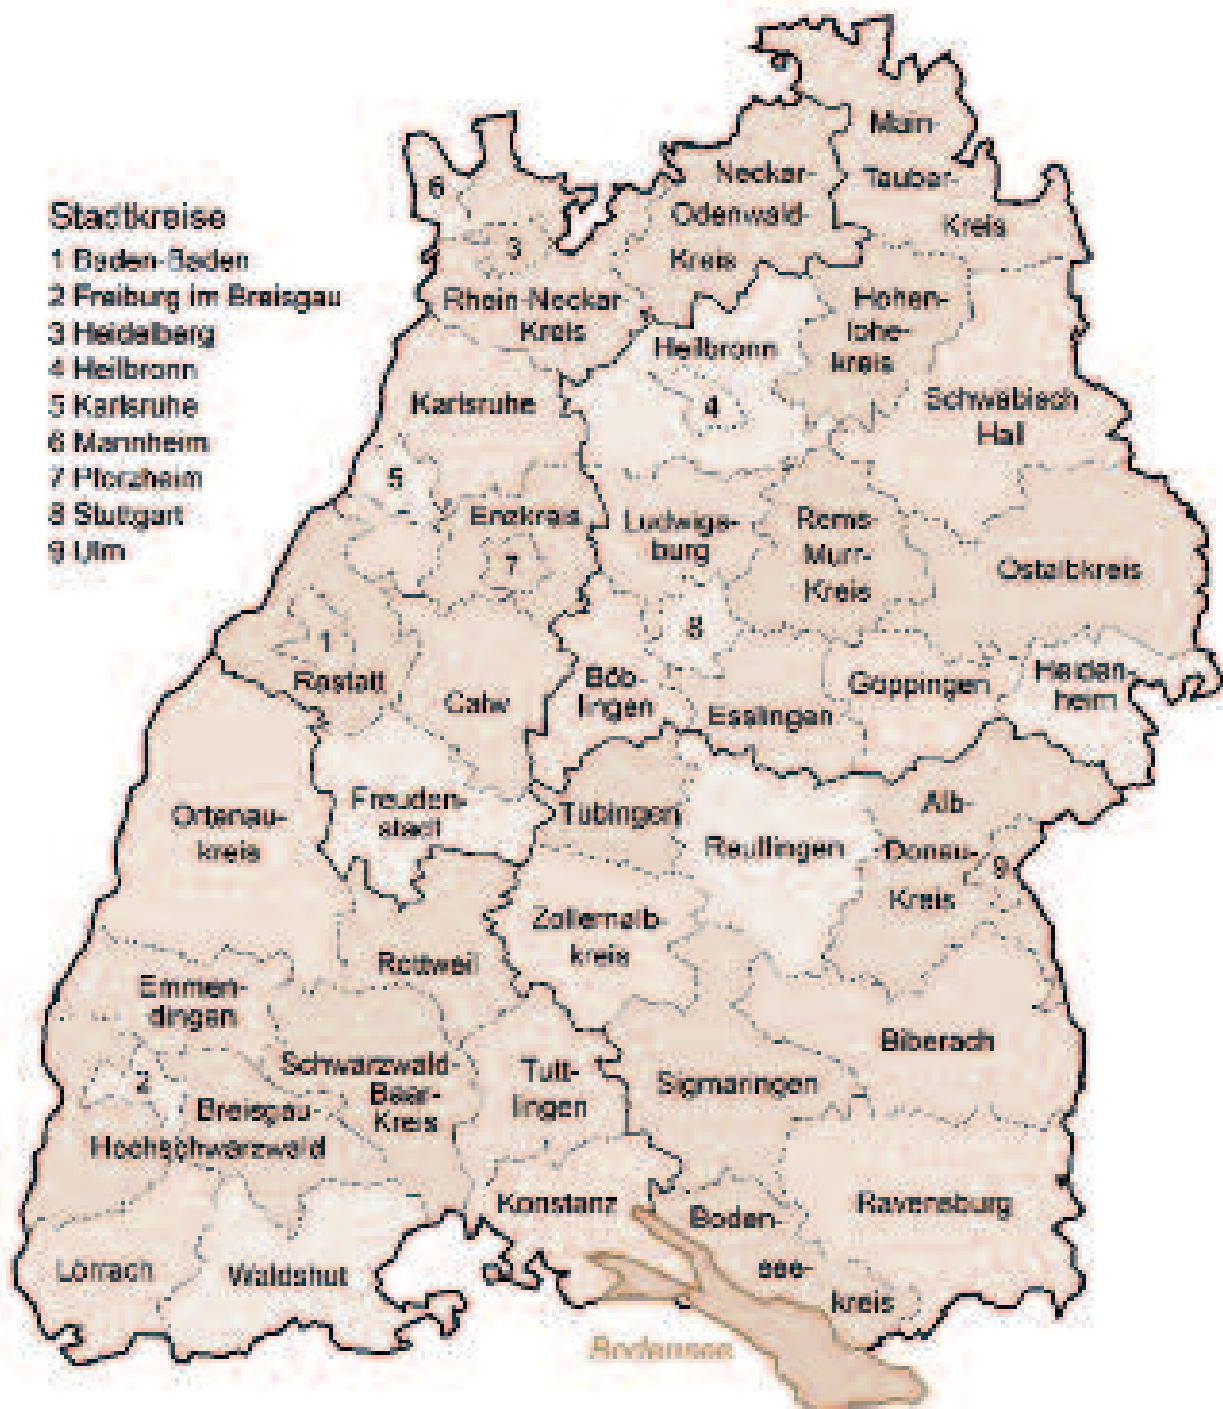 Stadtkreise
1 Baden-Baden
2 Freiburg im Breisgau
3 Heidelberg
4 Heilbronn
5 Karlsruhe
6 Mannheim
7 Pforzheim
8 Stuttgart
9 Ulm
Main-
Tauber-
Kreis
Neckar-
Odenwald-
Kreis
6
3
Rhein-Neckar-
Kreis
Heilbronn
4
Hohen-
lohe-
kreis
Schwäbisch
Hall
Karlsruhe
5
Enzkreis
7
Ludwigs-
burg
Rems-
Murr-
Kreis
Ostalbkreis
8
1
Rastatt
Calw
Böb-
lingen
Esslingen
Göppingen
Heiden-
heim
Ortenau-
kreis
Freuden-
stadt
Tübingen
Reutlingen
Alb-
Donau-
Kreis
9
Zollernalb-
kreis
Rottweil
Emmen-
dingen
2
Breisgau-
Hochschwarzwald
Schwarzwald-
Baar-
Kreis
Tutt-
lingen
Sigmaringen
Biberach
Konstanz
Boden-
see-
kreis
Ravensburg
Lörrach
Waldshut
Bodensee